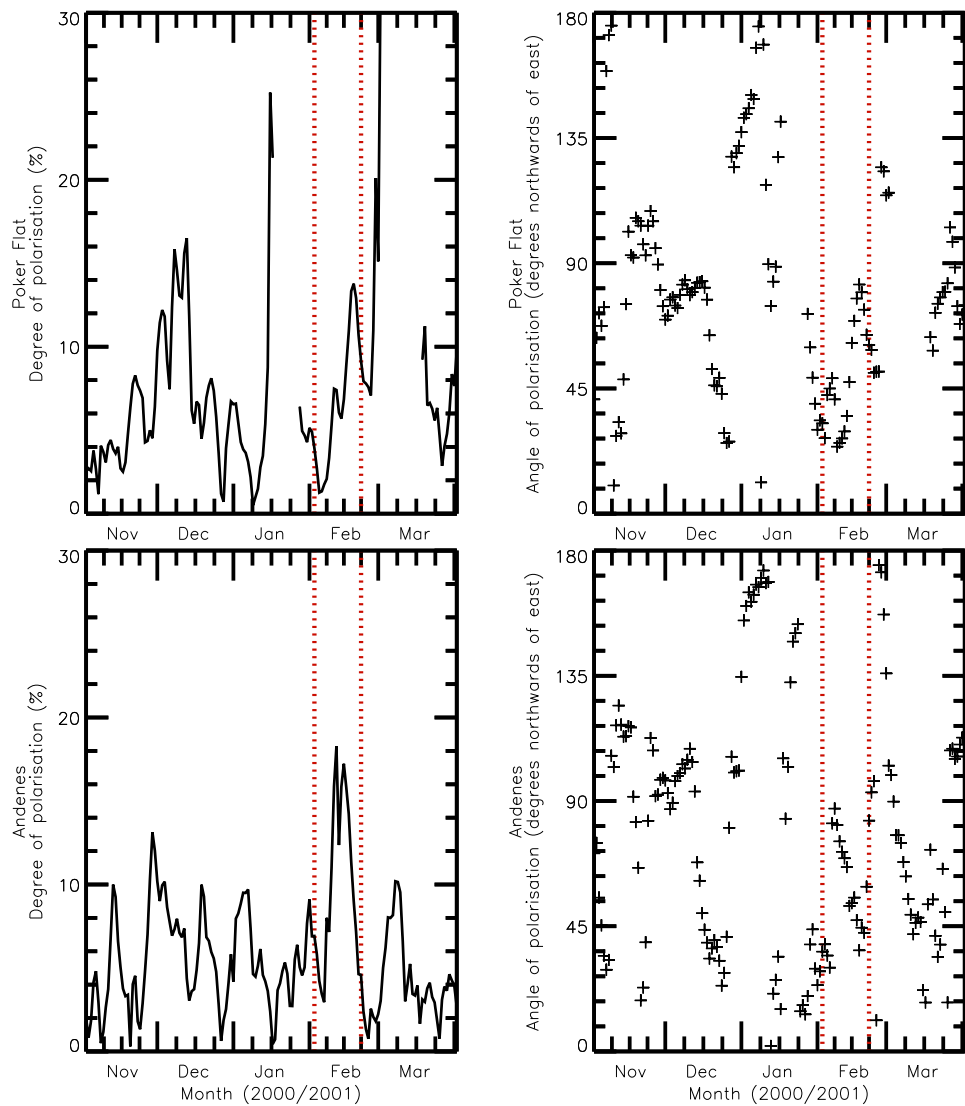 30
20
10
0
Poker Flat
Degree of polarisation (%)
Nov Dec Jan Feb Mar
180
135
90
45
0
Poker Flat
Angle of polarisation (degrees northwards of east)
Nov Dec Jan Feb Mar
30
20
10
0
Andenes
Degree of polarisation (%)
Nov Dec Jan Feb Mar
Month (2000/2001)
180
135
90
45
0
Andenes
Angle of polarisation (degrees northwards of east)
Nov Dec Jan Feb Mar
Month (2000/2001)